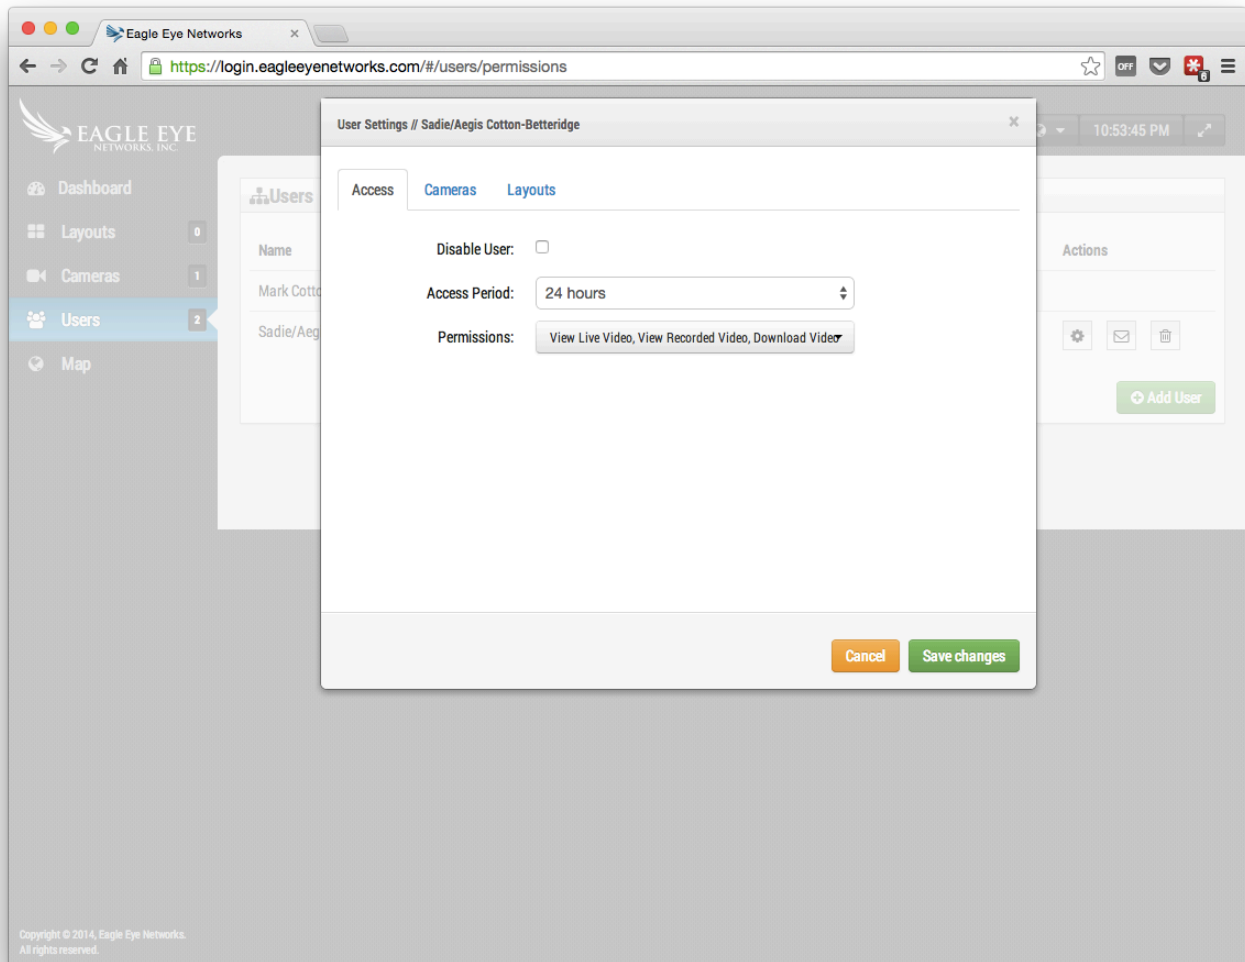 Eagle Eye Networks
https://login.eagleeyenetworks.com/#/users/permissions
OFF
6
EAGLE EYE
NETWORKS, INC.
User Settings // Sadie/Aegis Cotton-Betteridge
10:53:45 PM
Dashboard
Layouts
0
Cameras
1
Users
2
Map
Users
Name
Actions
Mark Cotto
Sadie/Aeg
Add User
Access
Cameras
Layouts
Disable User:
Access Period:
24 hours
Permissions:
View Live Video, View Recorded Video, Download Video
Cancel
Save changes
Copyright © 2014, Eagle Eye Networks.
All rights reserved.